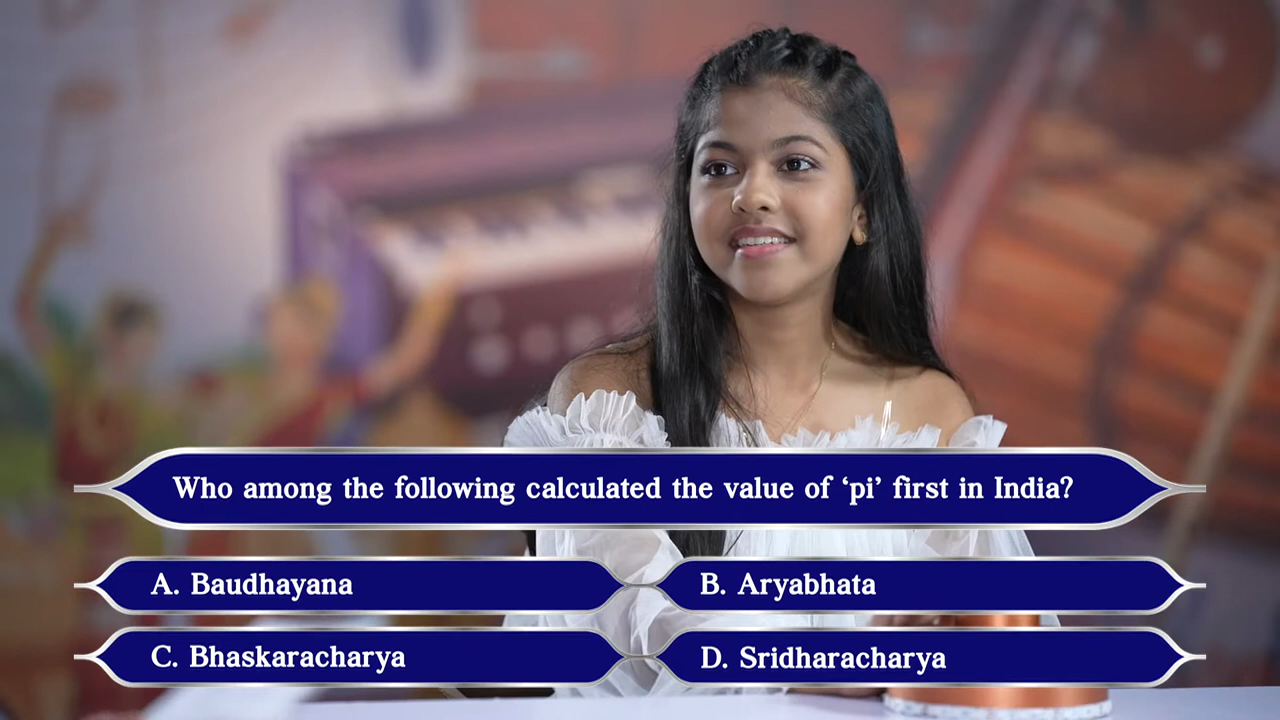 Who among the following calculated the value of ‘pi’ first in India?
A. Baudhayana
B. Aryabhata
C. Bhaskaracharya
D. Sridharacharya